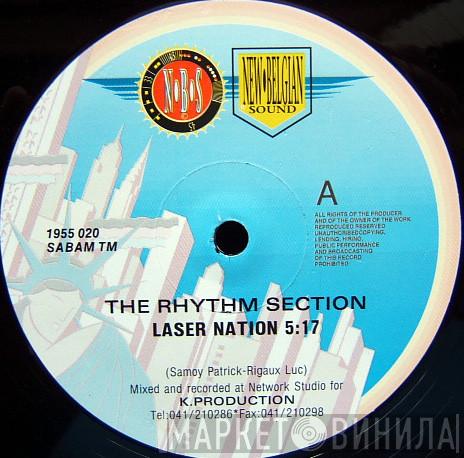 N•B•S
NEW•BELGIAN
SOUND
A
1955 020
SABAM TM
ALL RIGHTS OF THE PRODUCER
AND OF THE OWNER OF THE WORK
REPRODUCED RESERVED
UNAUTHORISEDCOPYING,
LENDING, HIRING,
PUBLIC PERFORMANCE
AND BROADCASTING
OF THIS RECORD
PROHIBITED
THE RHYTHM SECTION
LASER NATION 5:17
(Samoy Patrick-Rigaux Luc)
Mixed and recorded at Network Studio for
K.PRODUCTION
Tel:041/210286*Fax:041/210298
МАРКЕТ ВИНИЛА